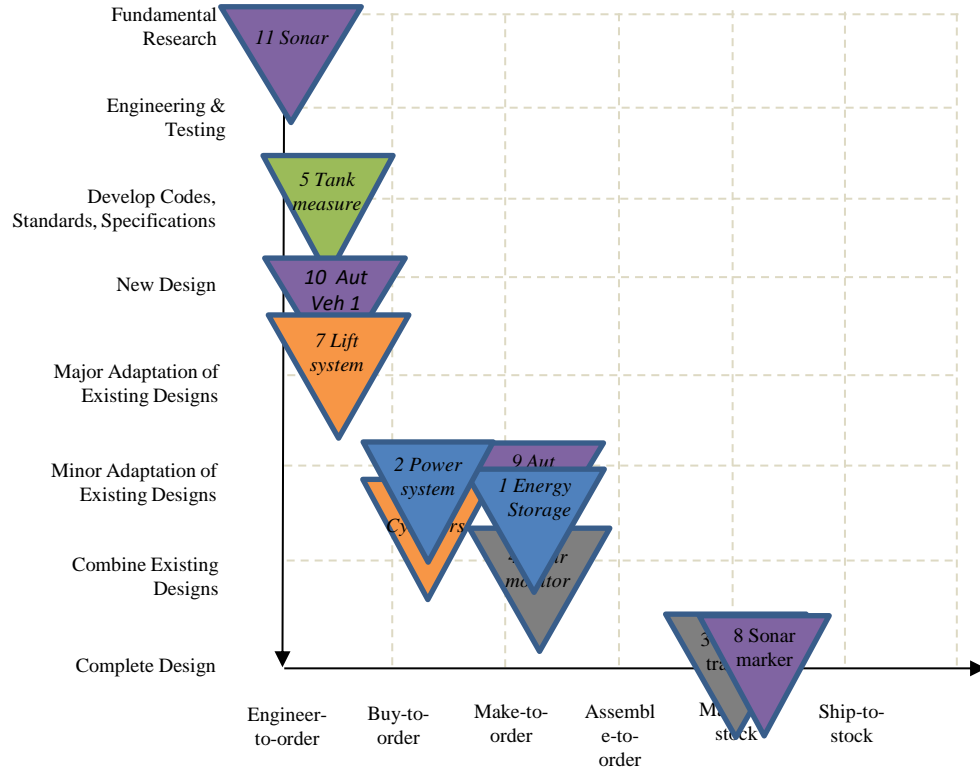 Fundamental
Research
11 Sonar
Engineering &
Testing
5 Tank
measure
Develop Codes,
Standards, Specifications
New Design
10 Aut
Veh 1
7 Lift
system
Major Adaptation of
Existing Designs
Minor Adaptation of
Existing Designs
2 Power
system
9 Aut
1 Energy
Storage
Combine Existing
Designs
8 Sonar
marker
3
Complete Design
Engineer-
to-order
Buy-to-
order
Make-to-
order
Assembl
e-to-
order
stock
Ship-to-
stock